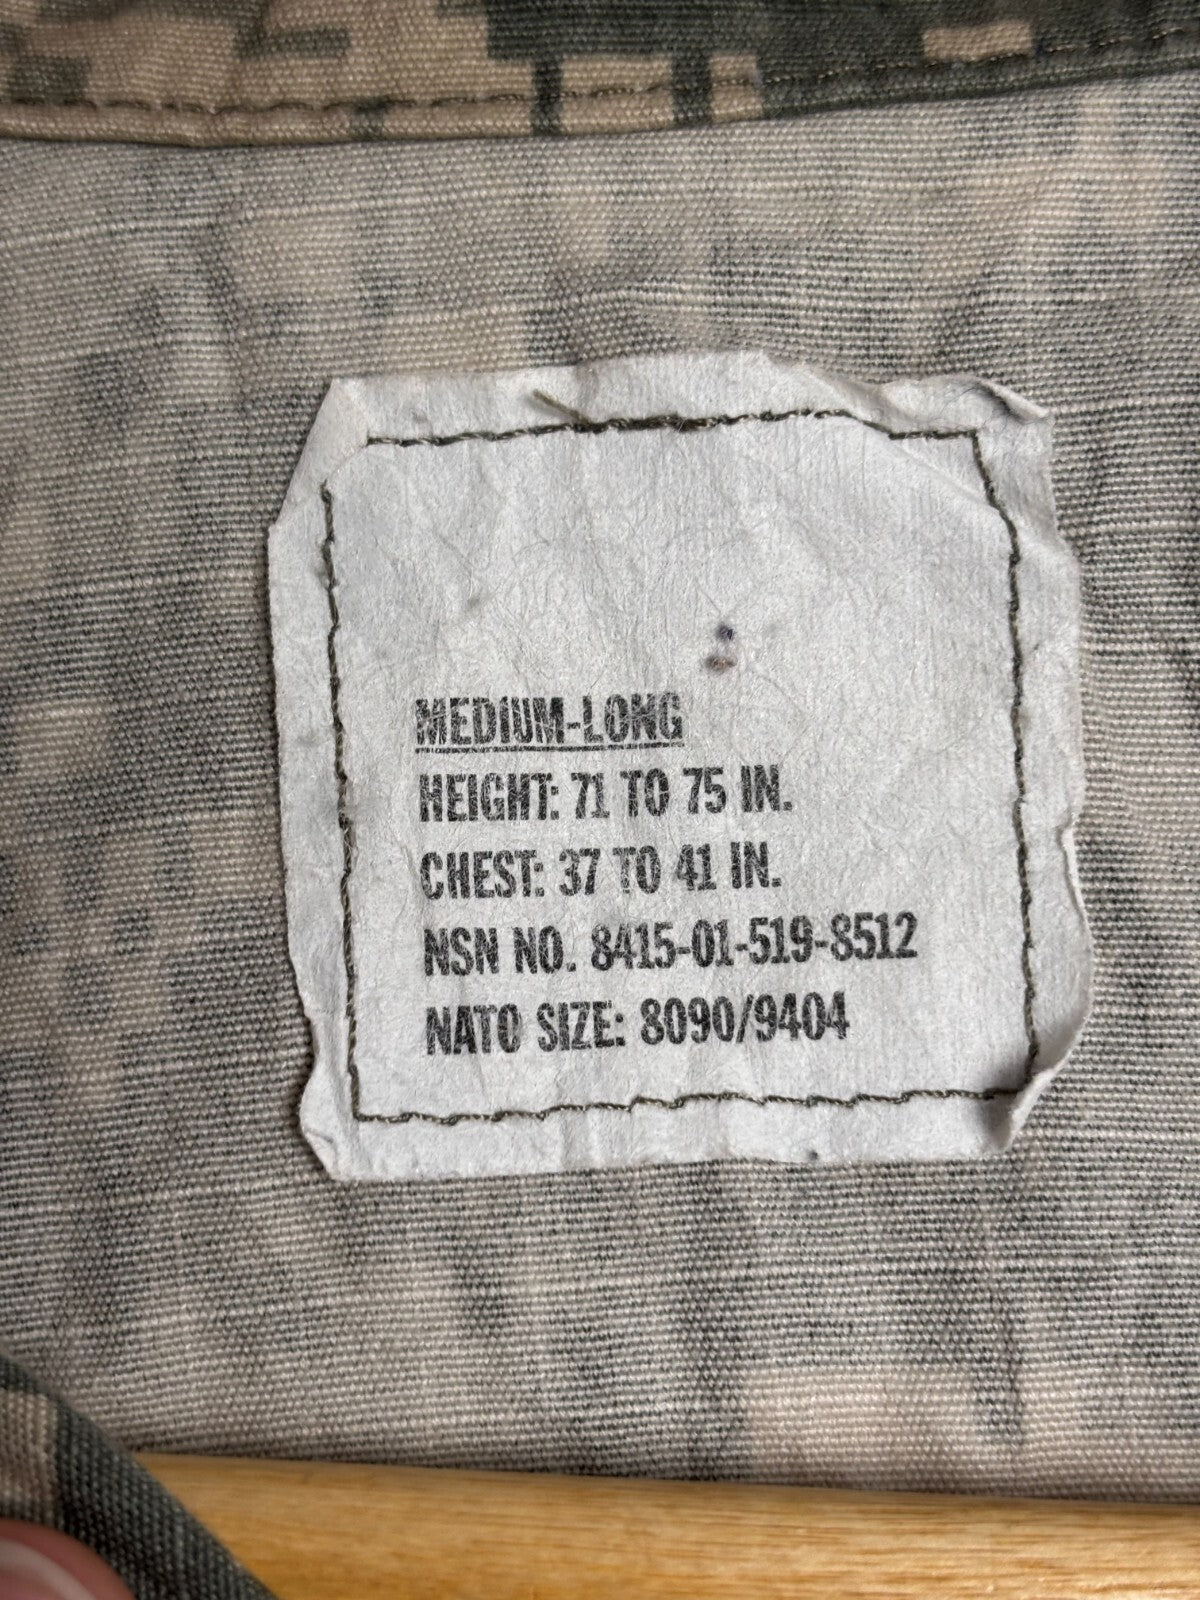 MEDIUM-LONG
HEIGHT: 71 TO 75 IN.
CHEST: 37 TO 41 IN.
NSN NO. 8415-01-519-8512
NATO SIZE: 8090/9404